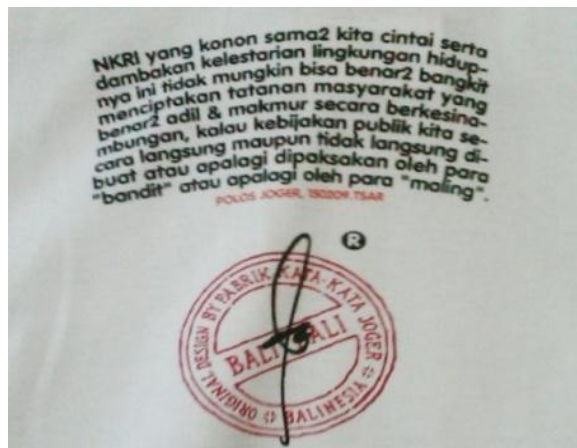 NKRI yang konon sama2 kita cintai serta
dambakan kelestarian lingkungan hidup-
nya ini tidak mungkin bisa benar2 bangkit
menciptakan tatanan masyarakat yang
benar2 adil & makmur secara berkesina-
mbungan, kalau kebijakan publik kita se-
cara langsung maupun tidak langsung di-
buat atau apalagi dipaksakan oleh para
"bandit" atau apalagi oleh para "maling".
POLOS JOGER, 150209.TSAR
®
ORIGINAL DESIGN BY PABRIK KATA-KATA JOGER
BALI
BALI
BALINESIA